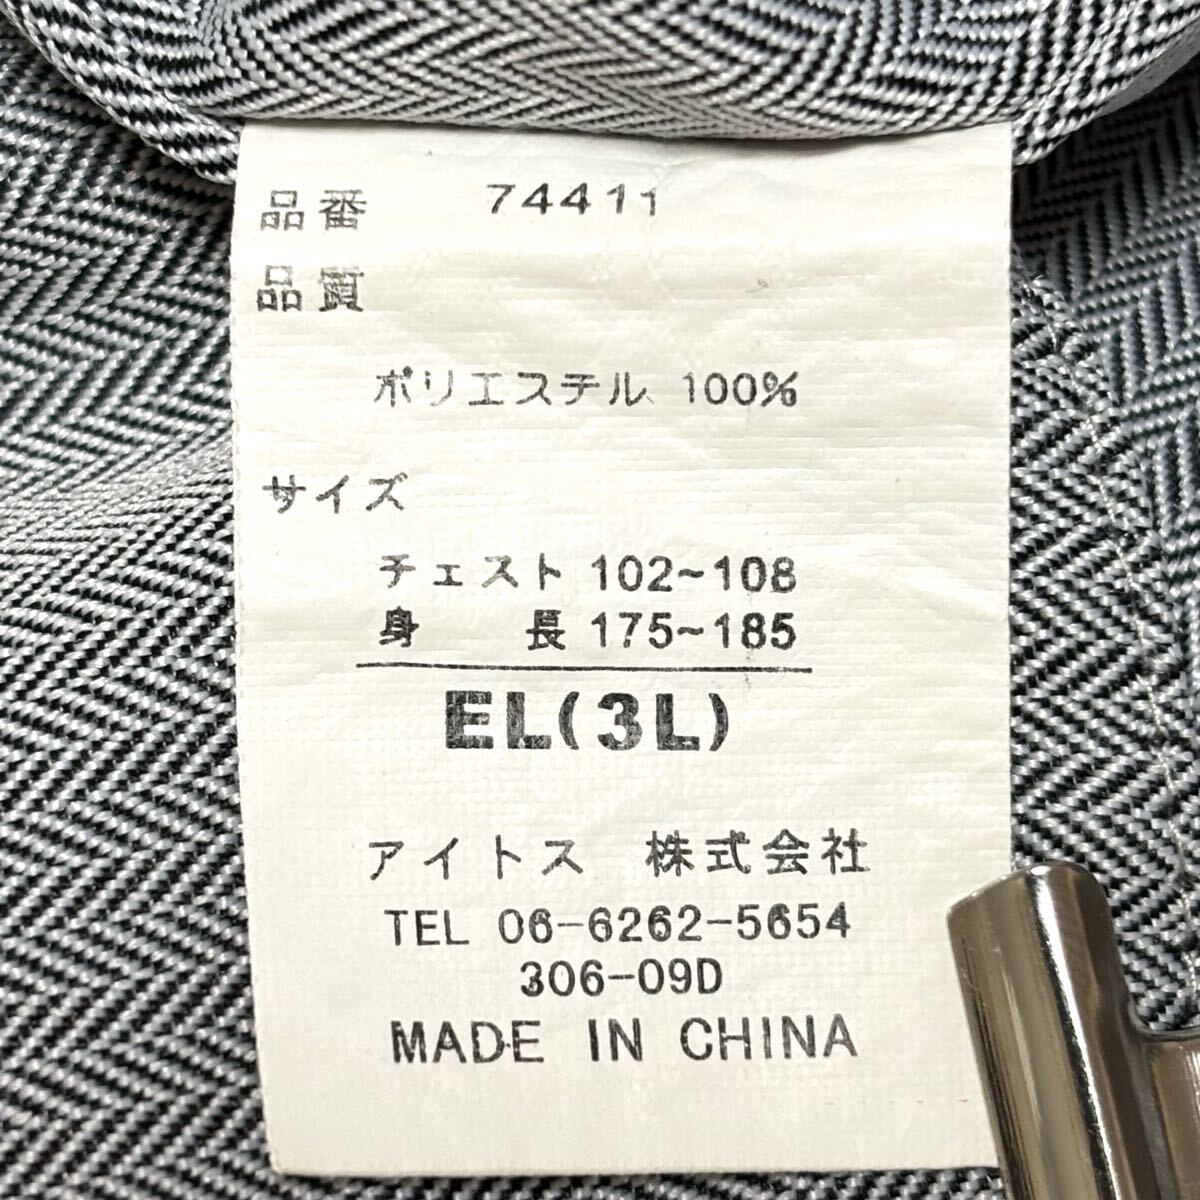 品番 74411
品質
ポリエステル 100%
サイズ
チェスト 102~108
身 長 175~185
EL(3L)
アイトス 株式会社
TEL 06-6262-5654
306-09D
MADE IN CHINA